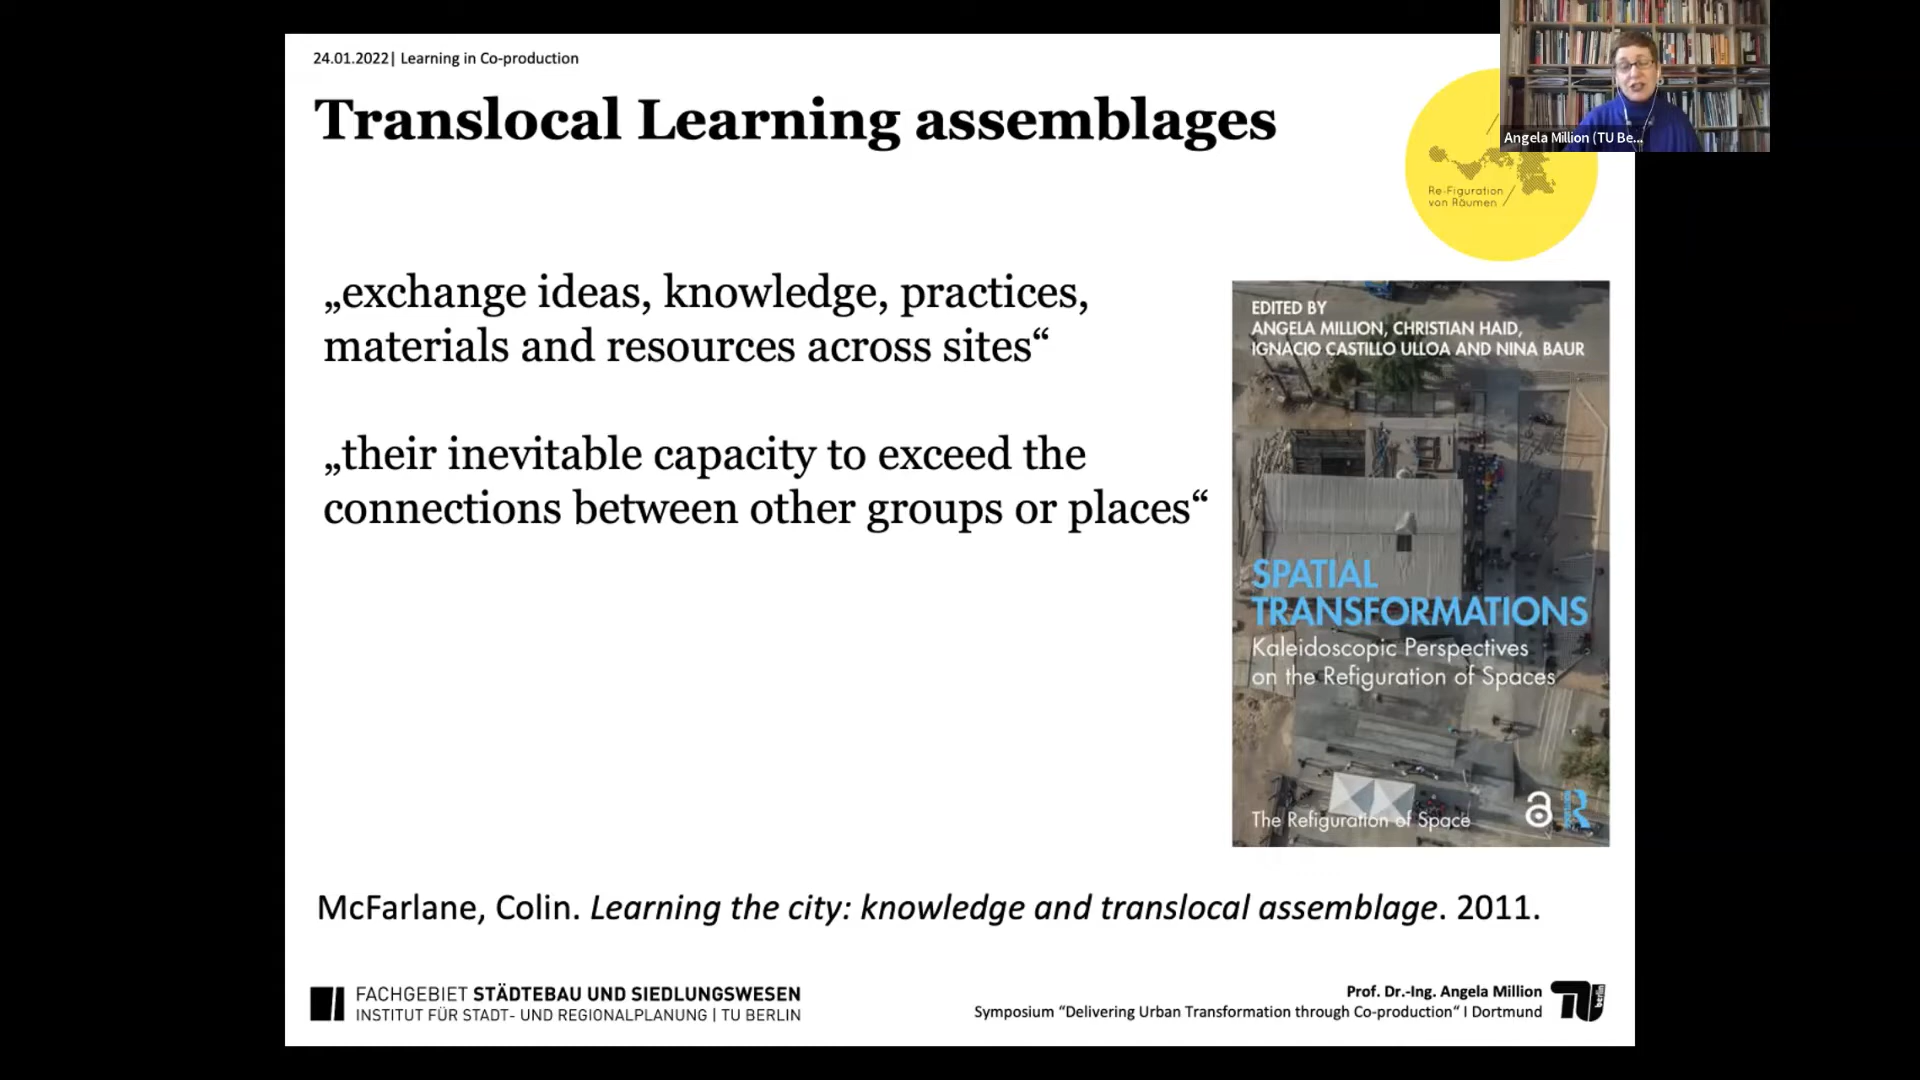 24.01.2022| Learning in Co-production
Translocal Learning assemblages
Angela Million (TU Be...
Re-Figuration
von Räumen
„exchange ideas, knowledge, practices,
materials and resources across sites“
„their inevitable capacity to exceed the
connections between other groups or places“
EDITED BY
ANGELA MILLION, CHRISTIAN HAID,
IGNACIO CASTILLO ULLOA AND NINA BAUR
SPATIAL
TRANSFORMATIONS
Kaleidoscopic Perspectives
on the Refiguration of Spaces
The Refiguration of Space
McFarlane, Colin. Learning the city: knowledge and translocal assemblage. 2011.
FACHGEBIET STÄDTEBAU UND SIEDLUNGSWESEN
INSTITUT FÜR STADT- UND REGIONALPLANUNG | TU BERLIN
Prof. Dr.-Ing. Angela Million
Symposium “Delivering Urban Transformation through Co-production“ I Dortmund
TU berlin